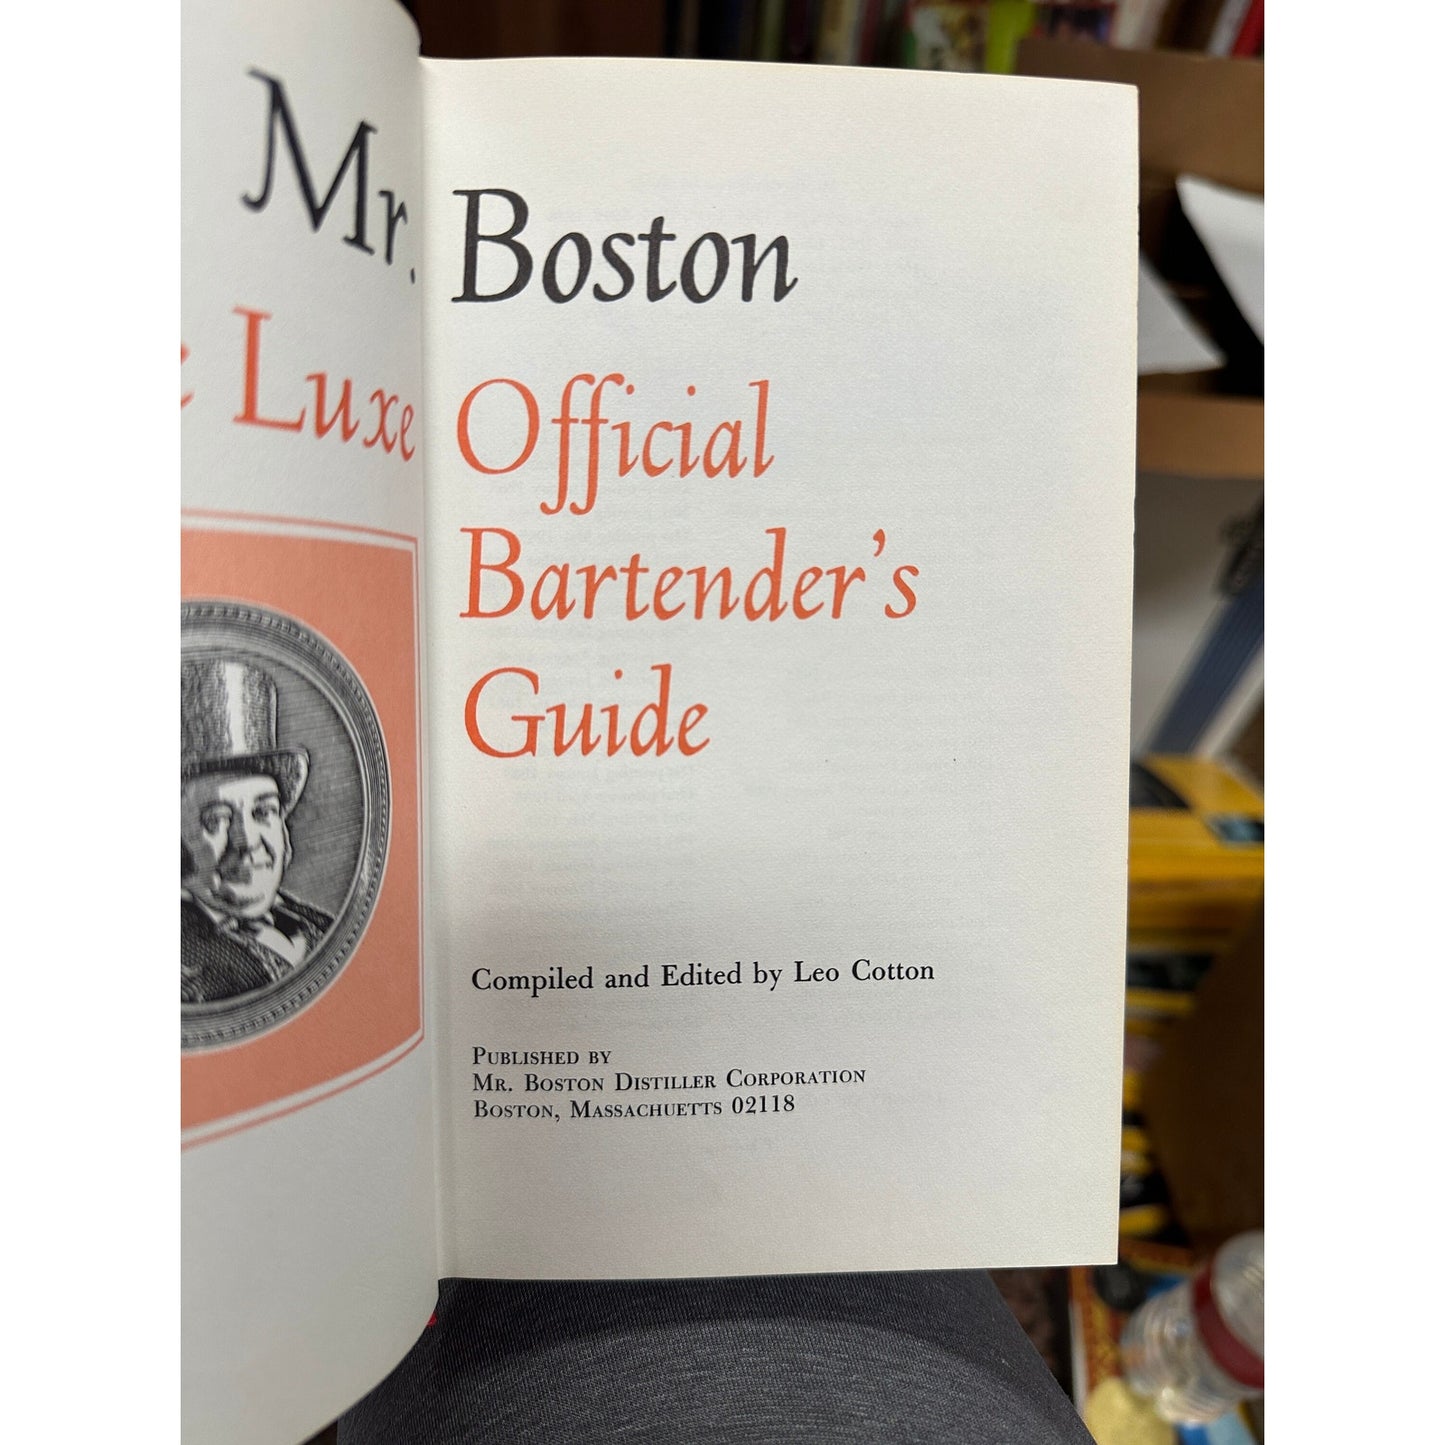 Mr. Boston
Luxe Official
Bartender's
Guide
Compiled and Edited by Leo Cotton
Published by
Mr. Boston Distiller Corporation
Boston, Massachuetts 02118